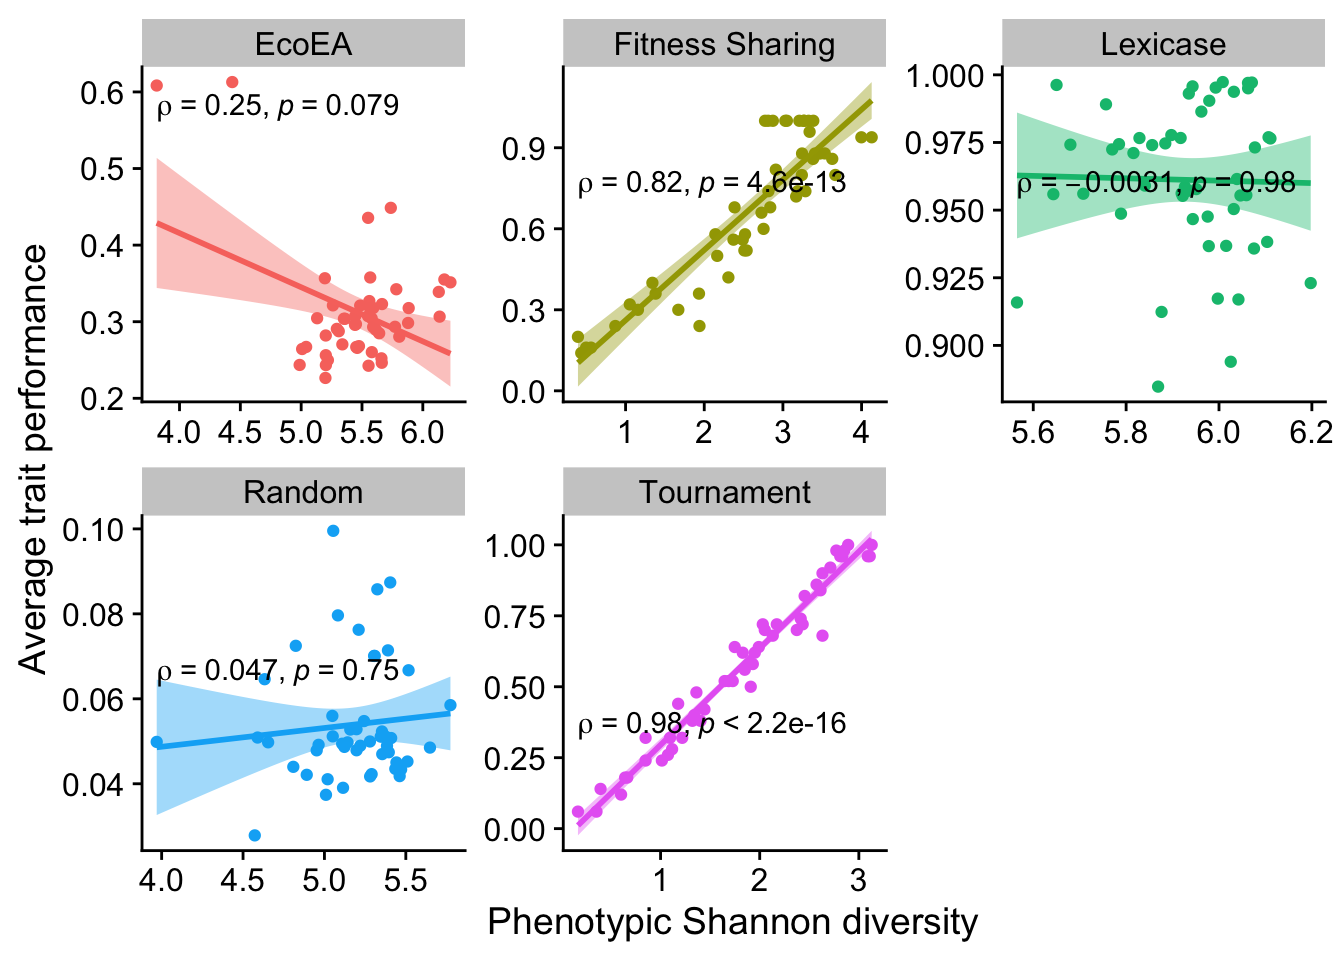 EcoEA
Fitness Sharing
Lexicase
ρ = 0.25, p = 0.079
ρ = 0.82, p = 4.6e-13
ρ = −0.0031, p = 0.98
0.6
0.5
0.4
0.3
0.2
0.9
0.6
0.3
0.0
1.000
0.975
0.950
0.925
0.900
4.0 4.5 5.0 5.5 6.0
1 2 3 4
5.6 5.8 6.0 6.2
Average trait performance
Random
Tournament
ρ = 0.047, p = 0.75
ρ = 0.98, p < 2.2e-16
0.10
0.08
0.06
0.04
1.00
0.75
0.50
0.25
0.00
4.0 4.5 5.0 5.5
1 2 3
Phenotypic Shannon diversity